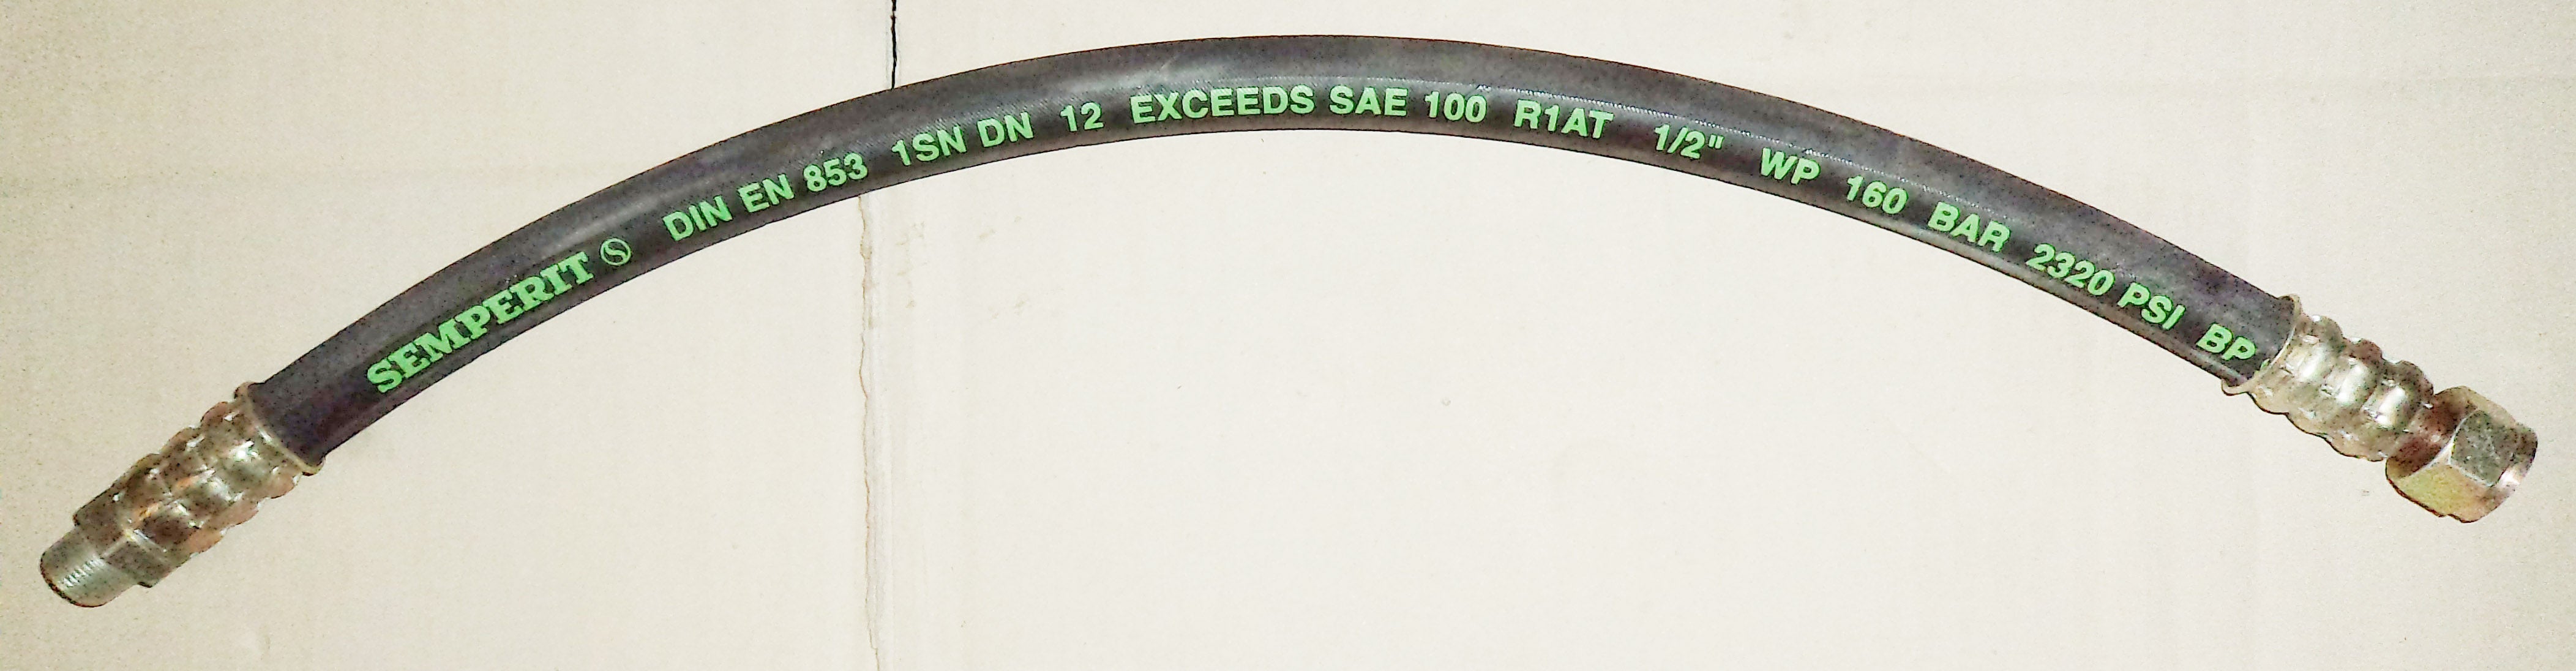 SEMPERIT DIN EN 853 1SN DN 12 EXCEEDS SAE 100 R1AT 1/2" WP 160 BAR 2320 PSI BP